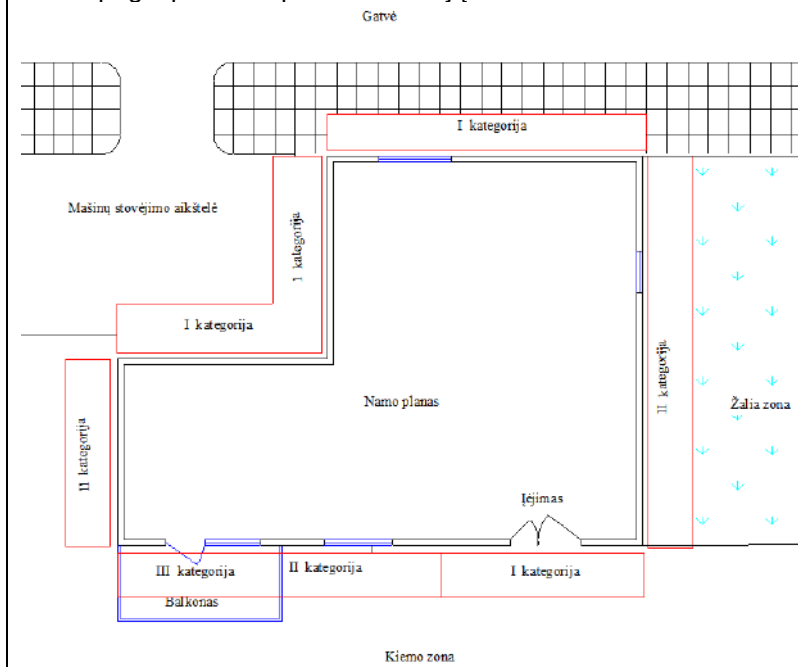 Gatvė
I kategorija
Mašinų stovėjimo aikštelė
I kategorija
I kategorija
II kategorija
Namo planas
II kategorija
Žalia zona
Įėjimas
III kategorija
II kategorija
I kategorija
Balkonas
Kiemo zona